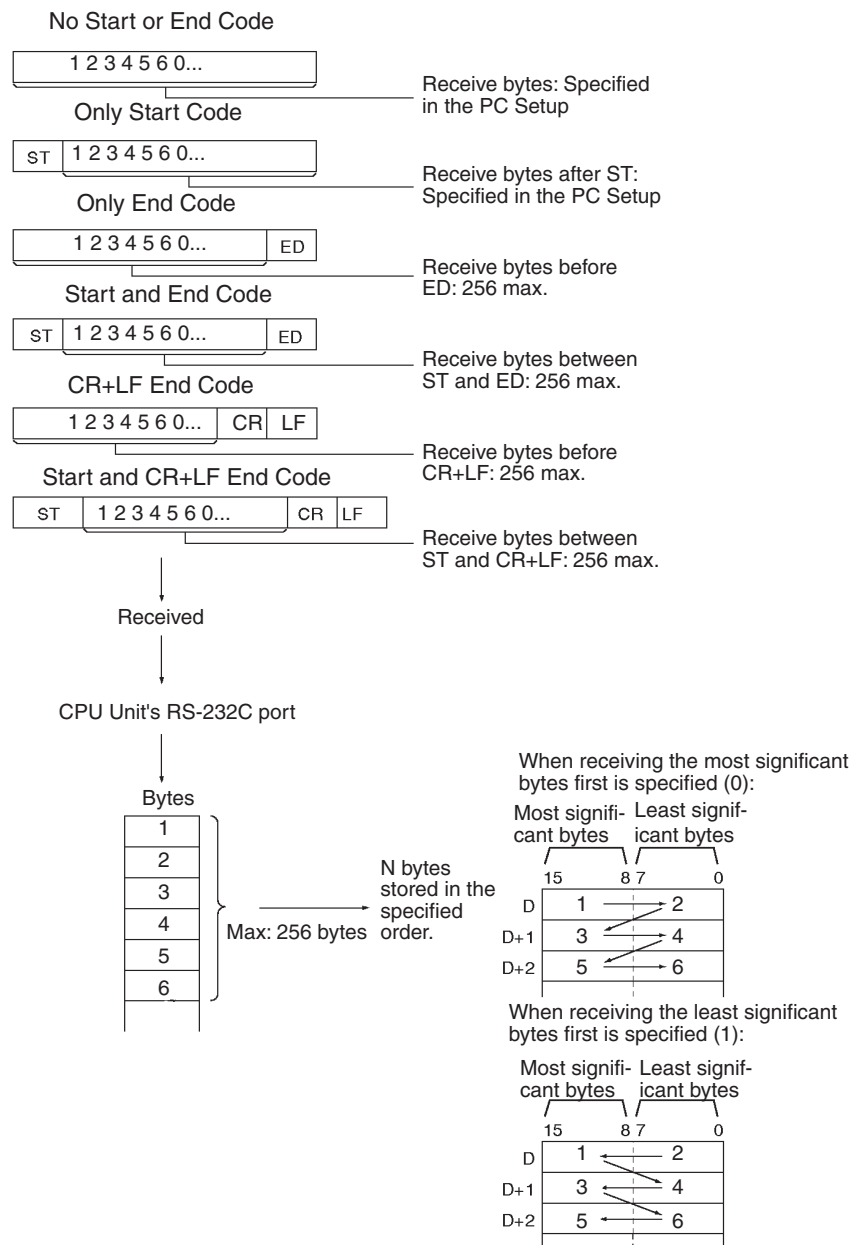 No Start or End Code
1 2 3 4 5 6 0...
Receive bytes: Specified
in the PC Setup
Only Start Code
ST 1 2 3 4 5 6 0...
Receive bytes after ST:
Specified in the PC Setup
Only End Code
1 2 3 4 5 6 0... ED
Receive bytes before
ED: 256 max.
Start and End Code
ST 1 2 3 4 5 6 0... ED
Receive bytes between
ST and ED: 256 max.
CR+LF End Code
1 2 3 4 5 6 0... CR LF
Receive bytes before
CR+LF: 256 max.
Start and CR+LF End Code
ST 1 2 3 4 5 6 0... CR LF
Receive bytes between
ST and CR+LF: 256 max.
Received
CPU Unit's RS-232C port
Bytes
1
2
3
4
5
6
Max: 256 bytes
N bytes
stored in the
specified
order.
When receiving the most significant
bytes first is specified (0):
Most signifi- Least signif-
cant bytes icant bytes
15 8 7 0
D 1 2
D+1 3 4
D+2 5 6
When receiving the least significant
bytes first is specified (1):
Most signifi- Least signif-
cant bytes icant bytes
15 8 7 0
D 1 2
D+1 3 4
D+2 5 6